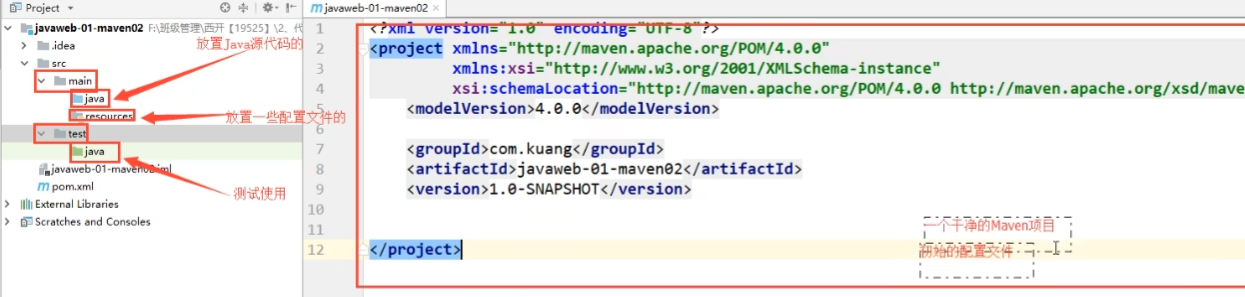 Project
javaweb-01-maven02 F:\班级管理\西开【19525】\2、代
.idea
放置Java源代码的
src
main
java
resources
放置一些配置文件的
test
java
javaweb-01-maven02.iml
测试使用
pom.xml
External Libraries
Scratches and Consoles
javaweb-01-maven02
1 <?xml version="1.0" encoding="UTF-8"?>
2 <project xmlns="http://maven.apache.org/POM/4.0.0"
3 xmlns:xsi="http://www.w3.org/2001/XMLSchema-instance"
4 xsi:schemaLocation="http://maven.apache.org/POM/4.0.0 http://maven.apache.org/xsd/mave
5 <modelVersion>4.0.0</modelVersion>
6
7 <groupId>com.kuang</groupId>
8 <artifactId>javaweb-01-maven02</artifactId>
9 <version>1.0-SNAPSHOT</version>
10
11
一个干净的Maven项目
初始的配置文件
12 </project>